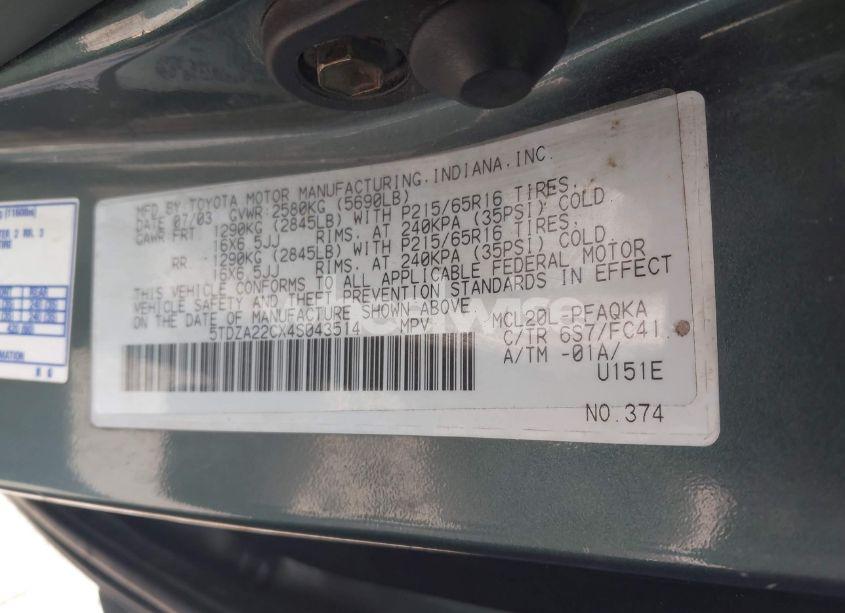 MFD.BY:TOYOTA MOTOR MANUFACTURING.INDIANA.INC.
DATE 07/03 GVWR:2580KG (5690LB)
GAWR:FRT 1290KG (2845LB) WITH P215/65R16 TIRES,
16X6.5JJ RIMS. AT 240KPA (35PSI) COLD
RR 1290KG (2845LB) WITH P215/65R16 TIRES,
16X6.5JJ RIMS. AT 240KPA (35PSI) COLD
THIS VEHICLE CONFORMS TO ALL APPLICABLE FEDERAL MOTOR
VEHICLE SAFETY AND THEFT PREVENTION STANDARDS IN EFFECT
ON THE DATE OF MANUFACTURE SHOWN ABOVE.
5TDZA22CX4S043514 MPV
MCL20L-PFAQKA
C/TR 6S7/FC41
A/TM -01A/
U151E
NO.374